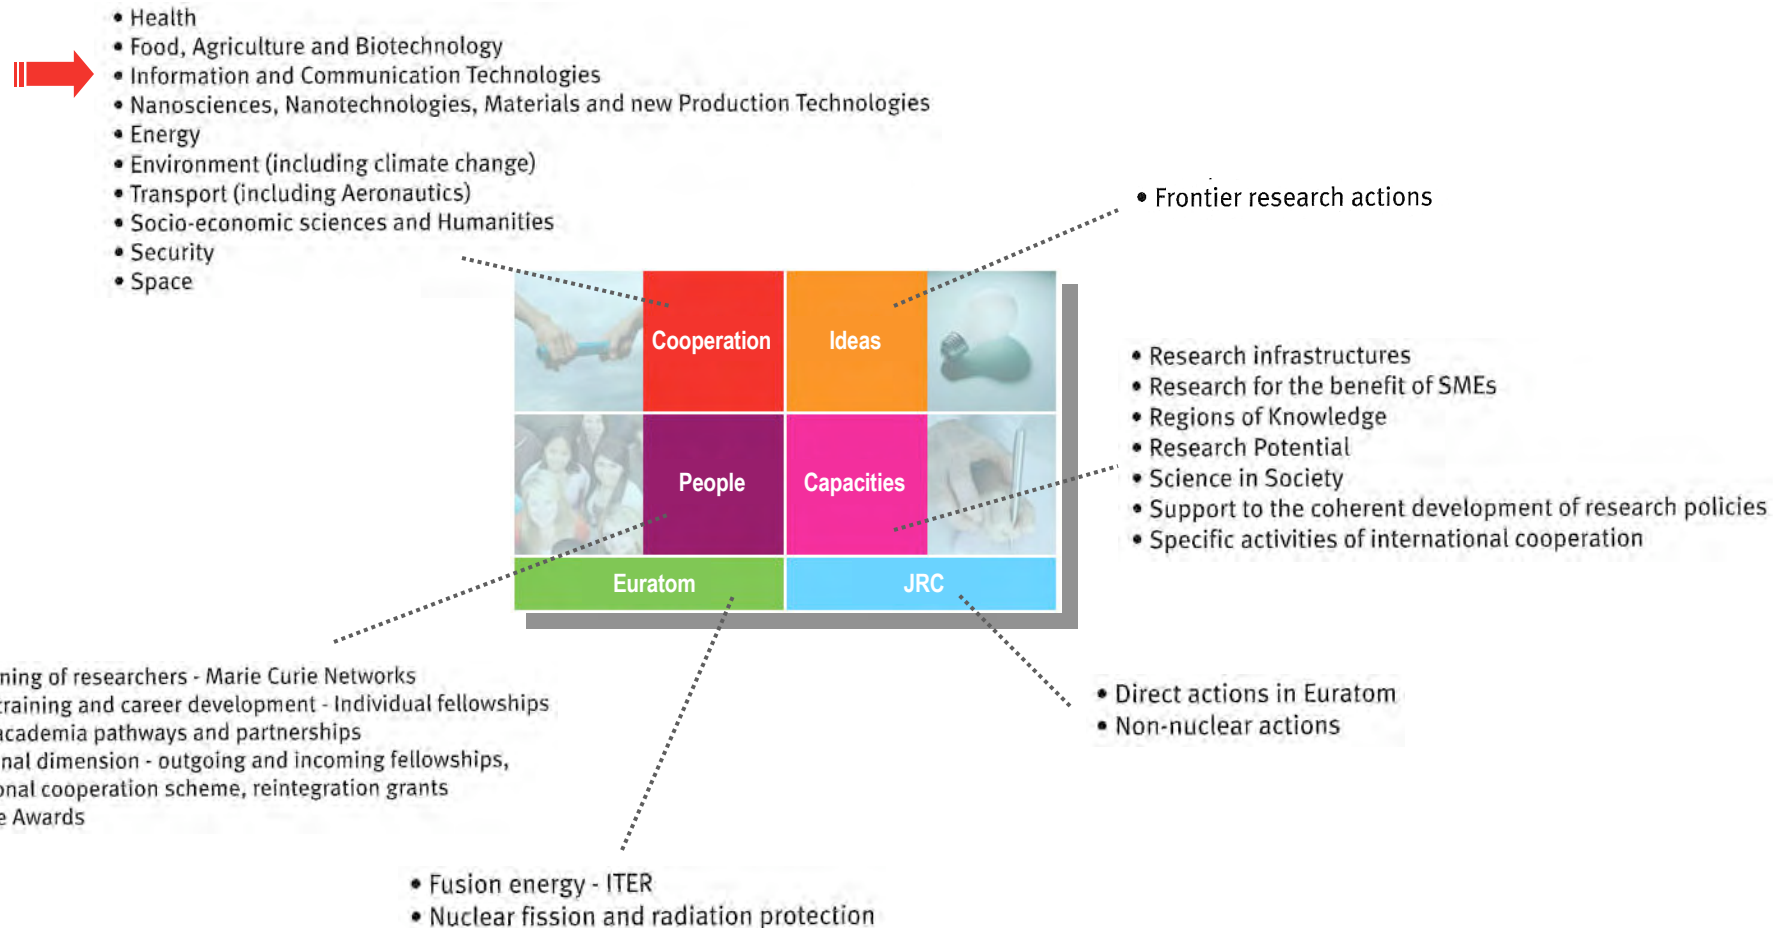 • Health
• Food, Agriculture and Biotechnology
• Information and Communication Technologies
• Nanosciences, Nanotechnologies, Materials and new Production Technologies
• Energy
• Environment (including climate change)
• Transport (including Aeronautics)
• Socio-economic sciences and Humanities
• Security
• Space
• Frontier research actions
Cooperation
Ideas
• Research infrastructures
• Research for the benefit of SMEs
• Regions of Knowledge
• Research Potential
• Science in Society
• Support to the coherent development of research policies
• Specific activities of international cooperation
People
Capacities
Euratom
JRC
ning of researchers - Marie Curie Networks
training and career development - Individual fellowships
academia pathways and partnerships
nal dimension - outgoing and incoming fellowships,
onal cooperation scheme, reintegration grants
e Awards
• Direct actions in Euratom
• Non-nuclear actions
• Fusion energy - ITER
• Nuclear fission and radiation protection